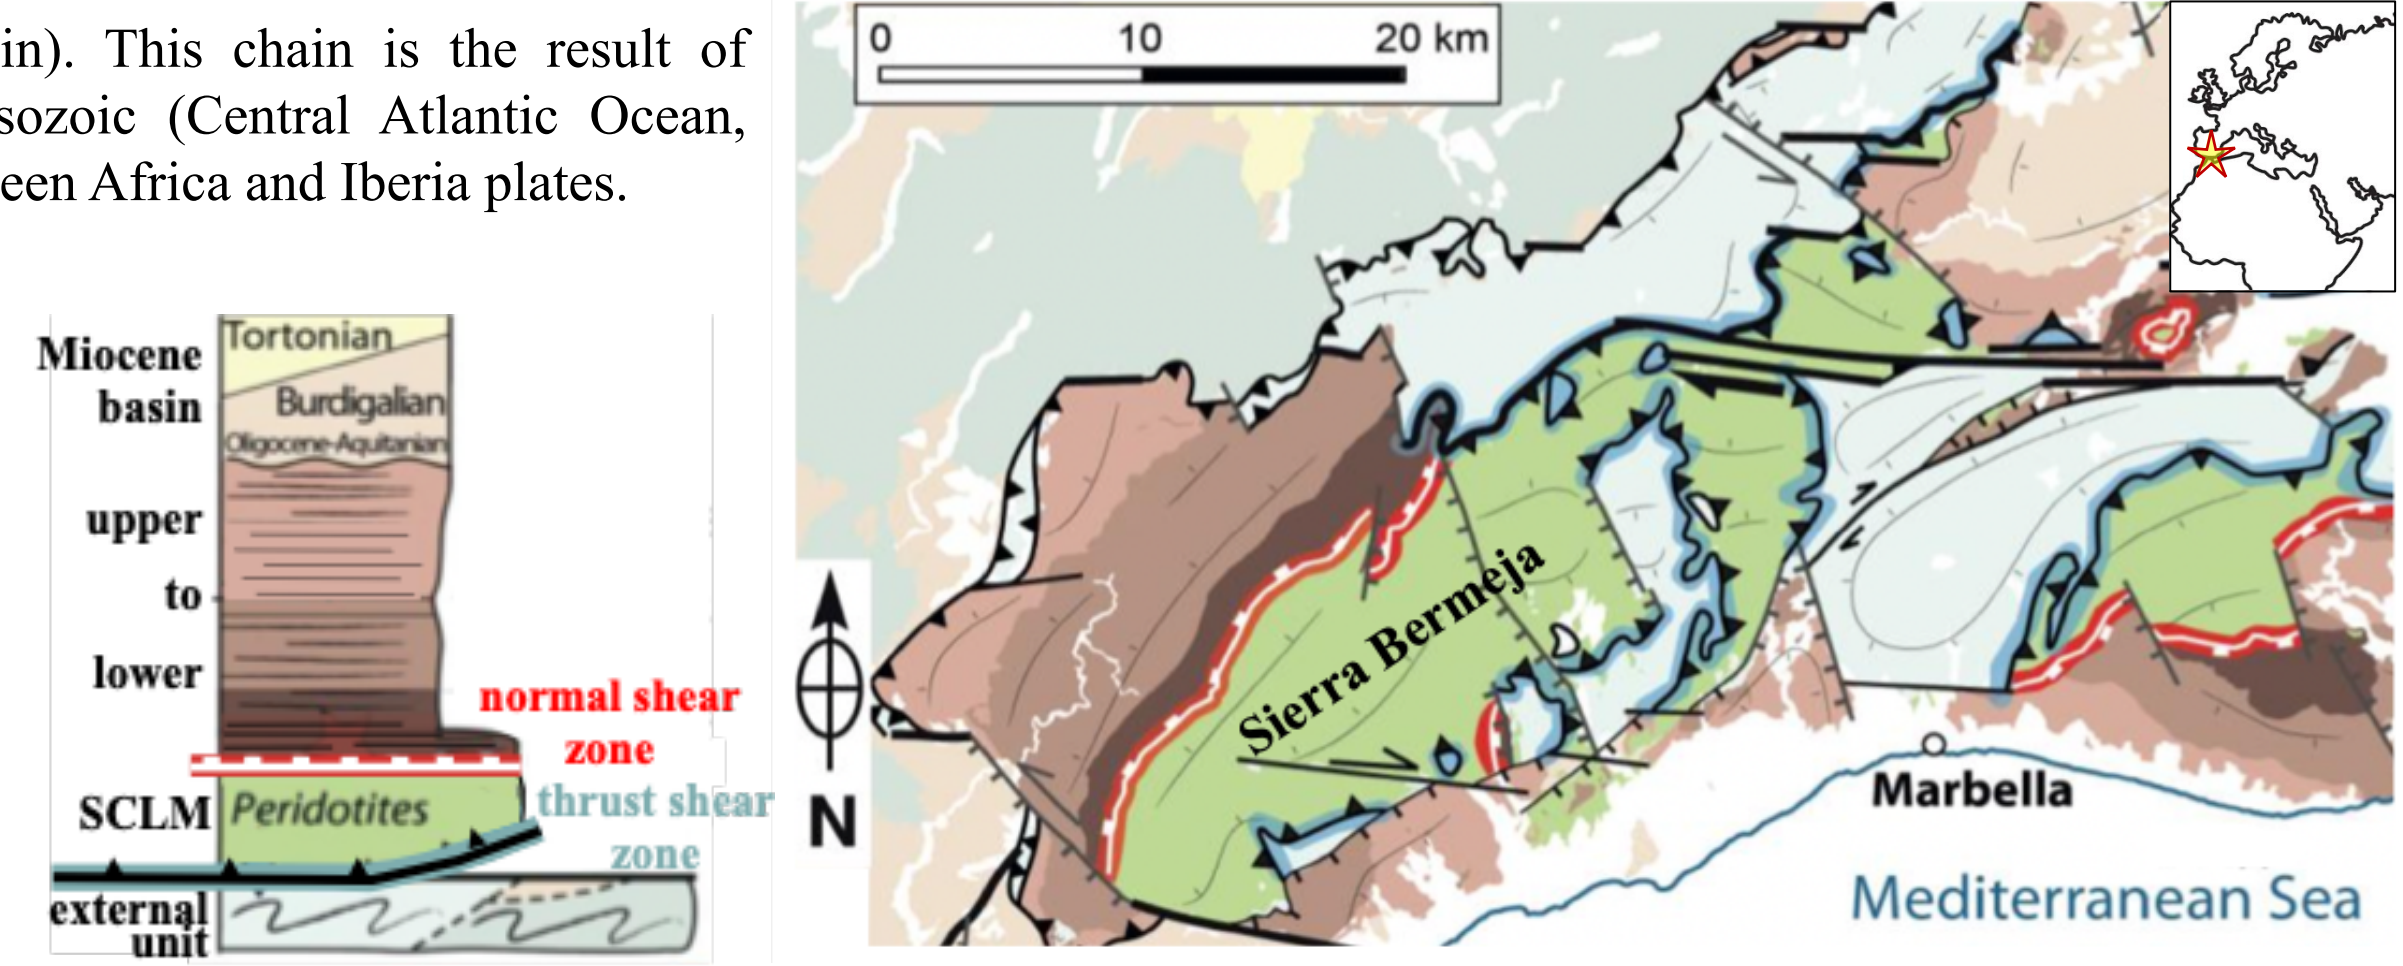 in). This chain is the result of
sozoic (Central Atlantic Ocean,
een Africa and Iberia plates.
Miocene
basin
Tortonian
Burdigalian
Oligocene-Aquitanian
upper
to
lower
normal shear
zone
SCLM
Peridotites
thrust shear
zone
external
unit
0 10 20 km
Sierra Bermeja
N
Marbella
Mediterranean Sea